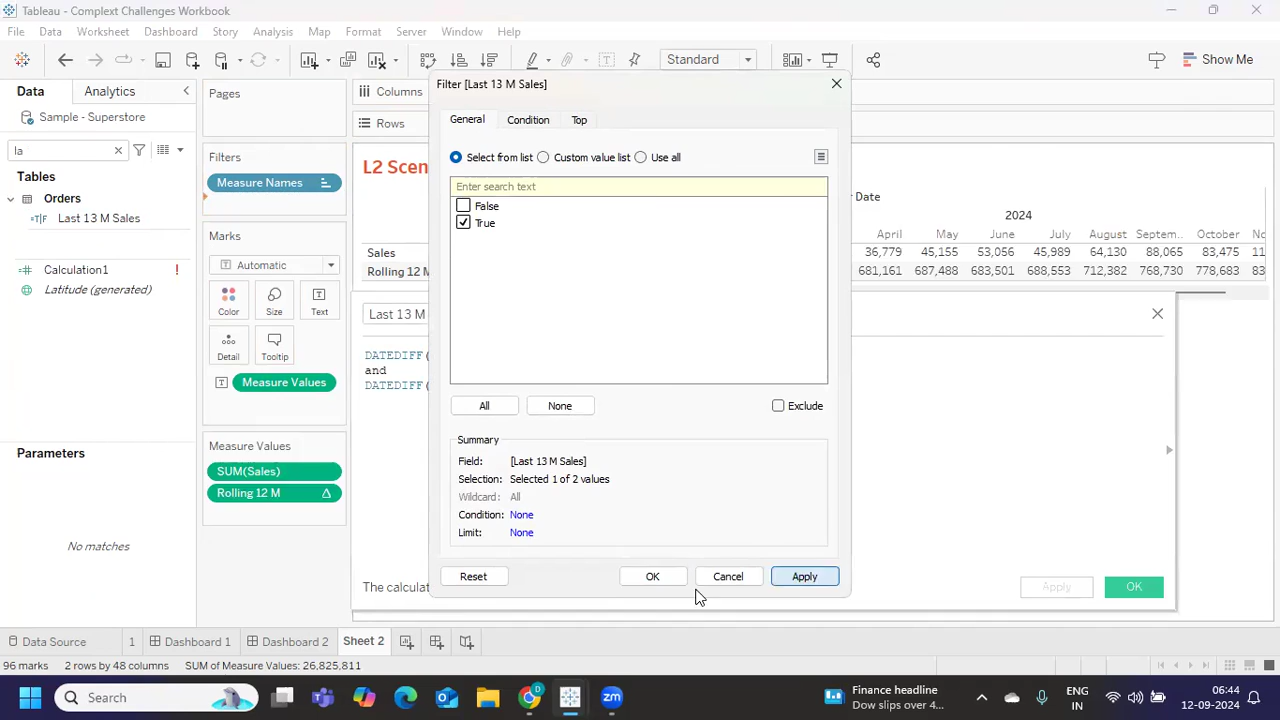 Tableau - Complext Challenges Workbook
File Data Worksheet Dashboard Story Analysis Map Format Server Window Help
Standard
Show Me
Data Analytics
Sample - Superstore
la
Tables
Orders
Last 13 M Sales
Calculation1 !
Latitude (generated)
Parameters
No matches
Pages
Filters
Measure Names
Marks
Automatic
Color Size Text
Detail Tooltip
Measure Values
Measure Values
SUM(Sales)
Rolling 12 M
Columns
Rows
L2 Scen
Date
2024
April May June July August Septem.. October
Sales 36,779 45,155 53,056 45,989 64,130 88,065 83,475 11
Rolling 12 M 681,161 687,488 683,501 688,553 712,382 768,730 778,683 83
Last 13 M
DATEDIFF(
and
DATEDIFF(
The calculat
Apply OK
Filter [Last 13 M Sales]
General Condition Top
Select from list Custom value list Use all
Enter search text
False
True
All None Exclude
Summary
Field: [Last 13 M Sales]
Selection: Selected 1 of 2 values
Wildcard: All
Condition: None
Limit: None
Reset OK Cancel Apply
Data Source 1 Dashboard 1 Dashboard 2 Sheet 2
96 marks 2 rows by 48 columns SUM of Measure Values: 26,825,811
Search
Finance headline
Dow slips over 4...
ENG
IN
06:44
12-09-2024